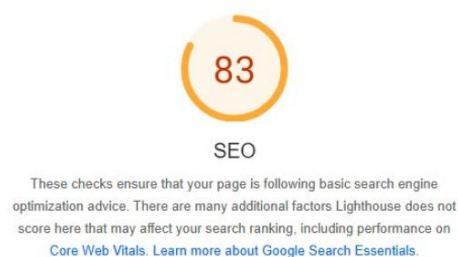 83
SEO
These checks ensure that your page is following basic search engine
optimization advice. There are many additional factors Lighthouse does not
score here that may affect your search ranking, including performance on
Core Web Vitals. Learn more about Google Search Essentials.